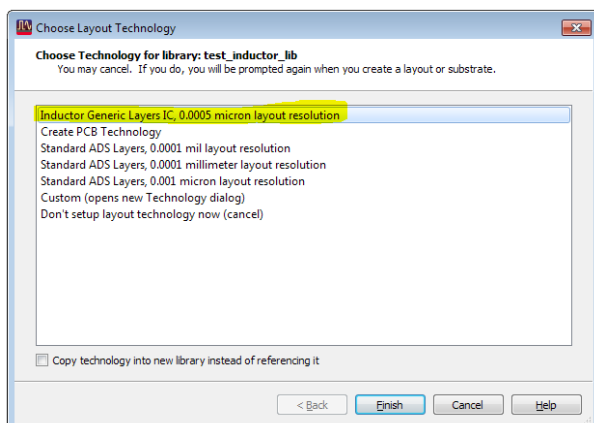 Choose Layout Technology
Choose Technology for library: test_inductor_lib
You may cancel. If you do, you will be prompted again when you create a layout or substrate.
Inductor Generic Layers IC, 0.0005 micron layout resolution
Create PCB Technology
Standard ADS Layers, 0.0001 mil layout resolution
Standard ADS Layers, 0.0001 millimeter layout resolution
Standard ADS Layers, 0.001 micron layout resolution
Custom (opens new Technology dialog)
Don't setup layout technology now (cancel)
Copy technology into new library instead of referencing it
< Back Finish Cancel Help